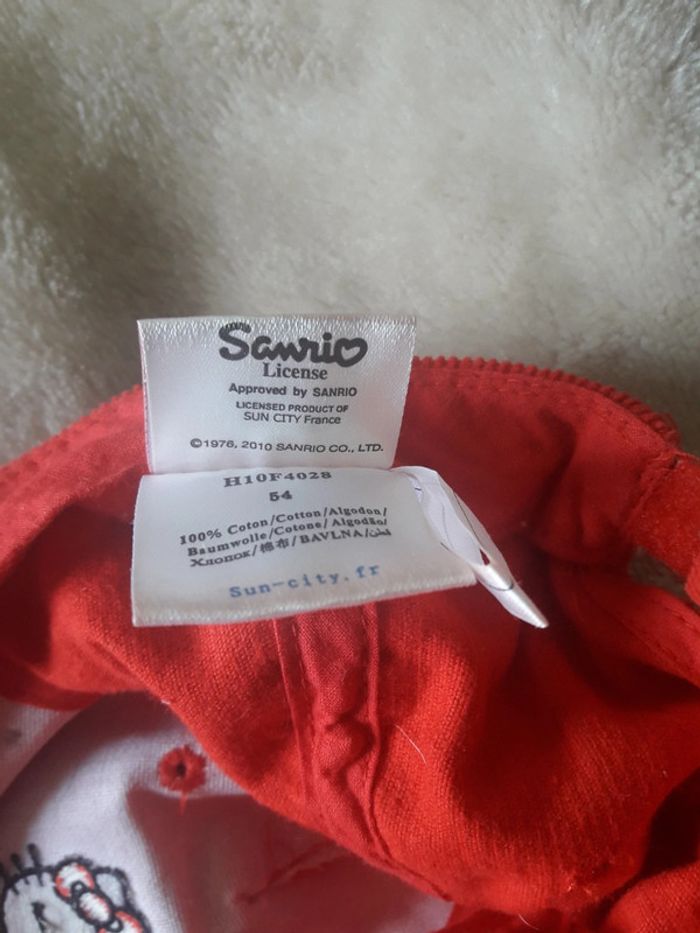 Sanrio
License
Approved by SANRIO
LICENSED PRODUCT OF
SUN CITY France
©1976, 2010 SANRIO CO., LTD.
H10F4028
54
100% Coton/Cotton/Algodon/
Baumwolle/Cotone/Algodão/
Хлопок/棉布/BAVLNA/قطن/
Sun-city.fr